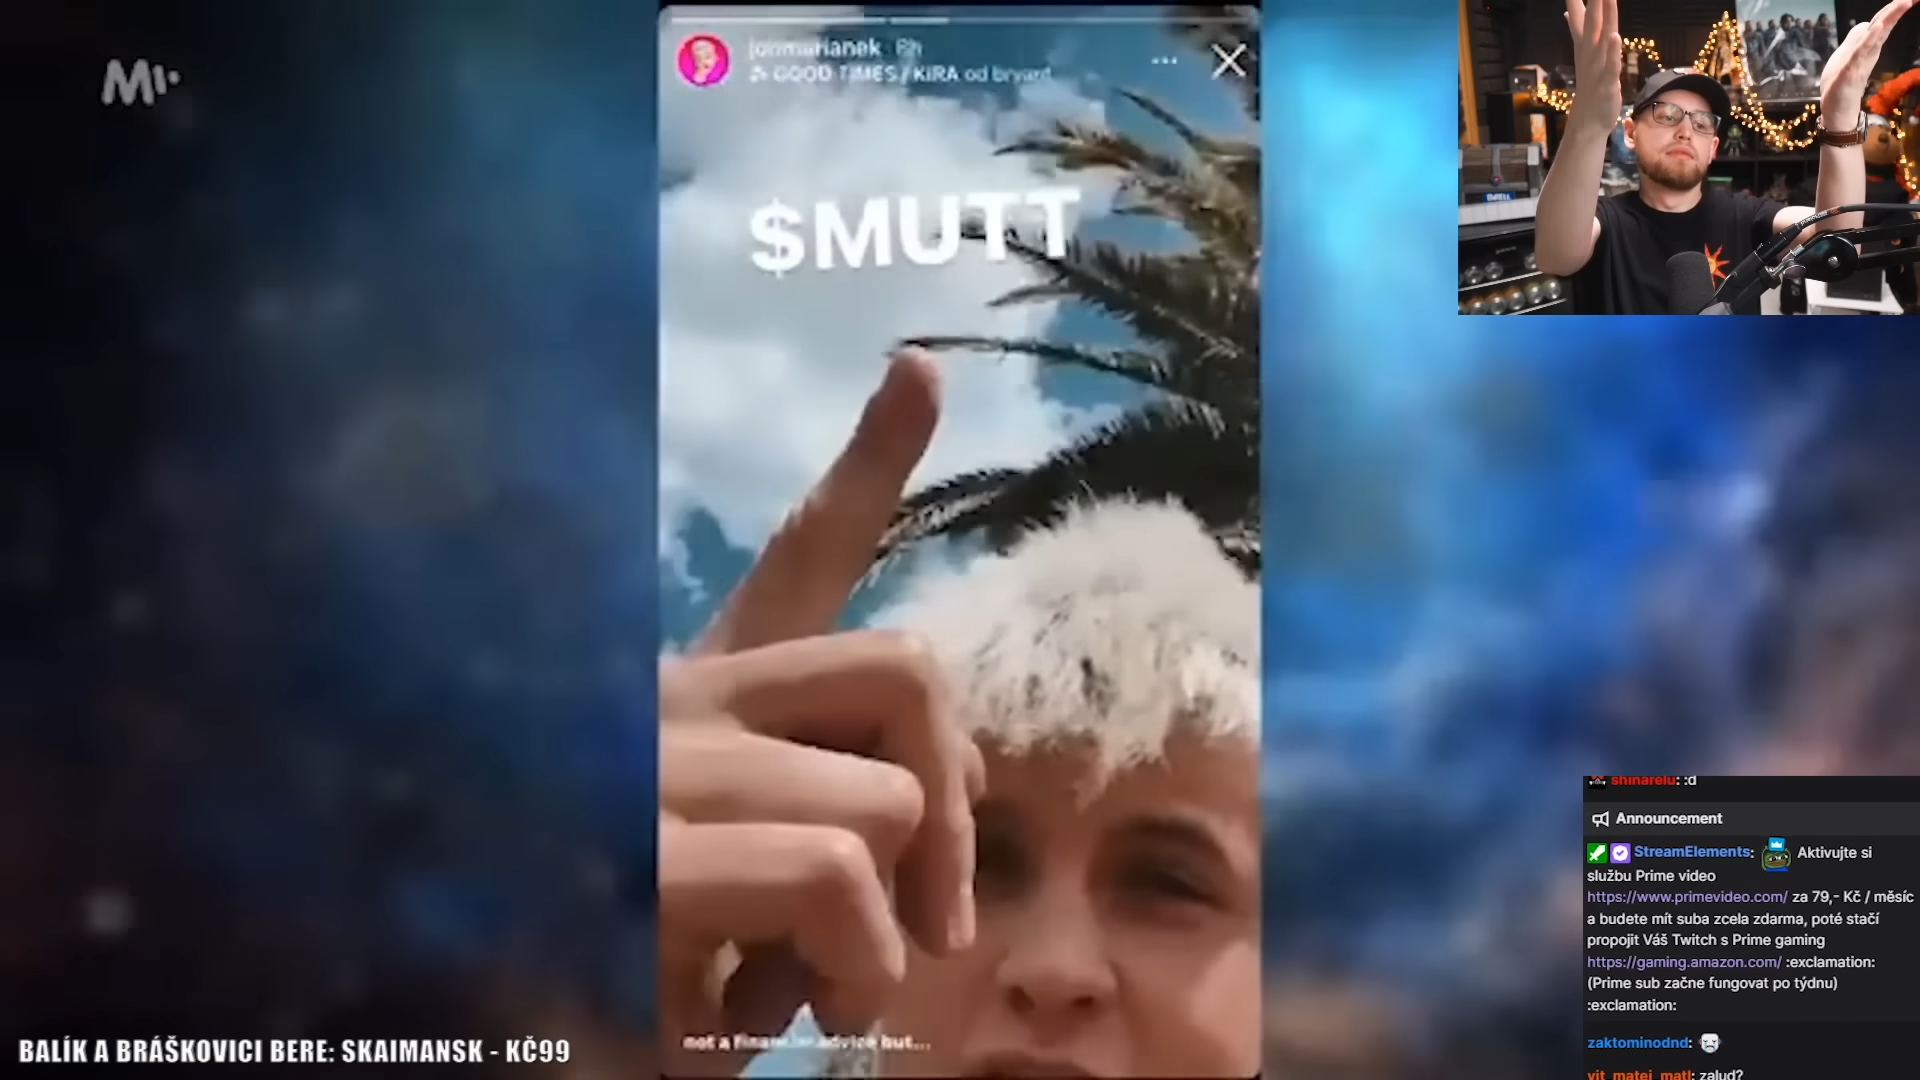 jonmarianek 6h
GOOD TIMES / KIRA od bryant
$MUTT
not a financial advice but...
BALÍK A BRÁŠKOVICI BERE: SKAIMANSK - KČ99
shinarelu: :d
Announcement
StreamElements: Aktivujte si
službu Prime video
https://www.primevideo.com/ za 79,- Kč / měsíc
a budete mít suba zcela zdarma, poté stačí
propojit Váš Twitch s Prime gaming
https://gaming.amazon.com/ :exclamation:
(Prime sub začne fungovat po týdnu)
:exclamation:
zaktominodnd:
vit_matej_matl: zalud?